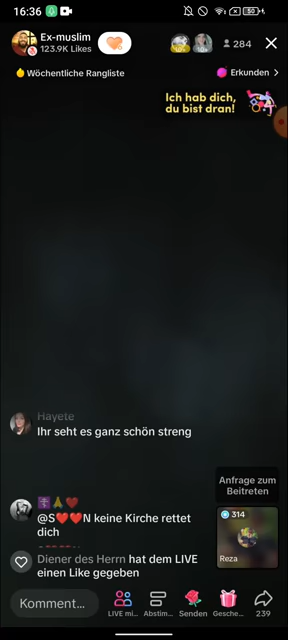 16:36
50
Ex-muslim
123.9K Likes
284
Wöchentliche Rangliste
Erkunden
Ich hab dich,
du bist dran!
Hayete
Ihr seht es ganz schön streng
Anfrage zum
Beitreten
@S❤❤N keine Kirche rettet
dich
314
Diener des Herrn hat dem LIVE
einen Like gegeben
Reza
Komment...
LIVE mi...
Abstim...
Senden
Gesche...
239